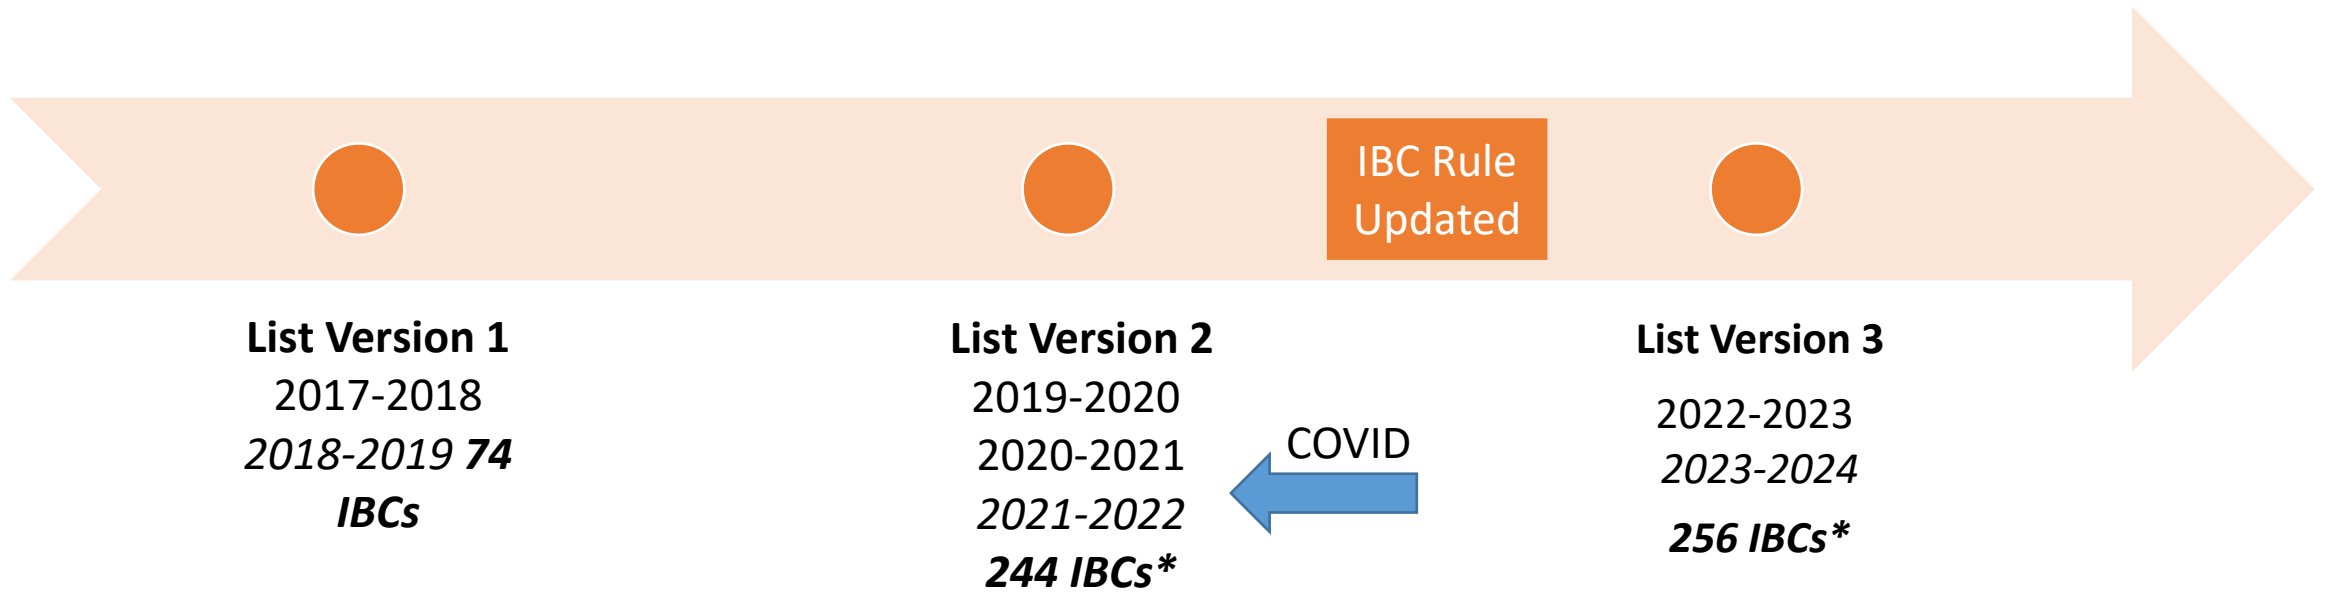 IBC Rule
Updated
List Version 1
2017-2018
2018-2019 74
IBCs
List Version 2
2019-2020
2020-2021
2021-2022
244 IBCs*
COVID
List Version 3
2022-2023
2023-2024
256 IBCs*